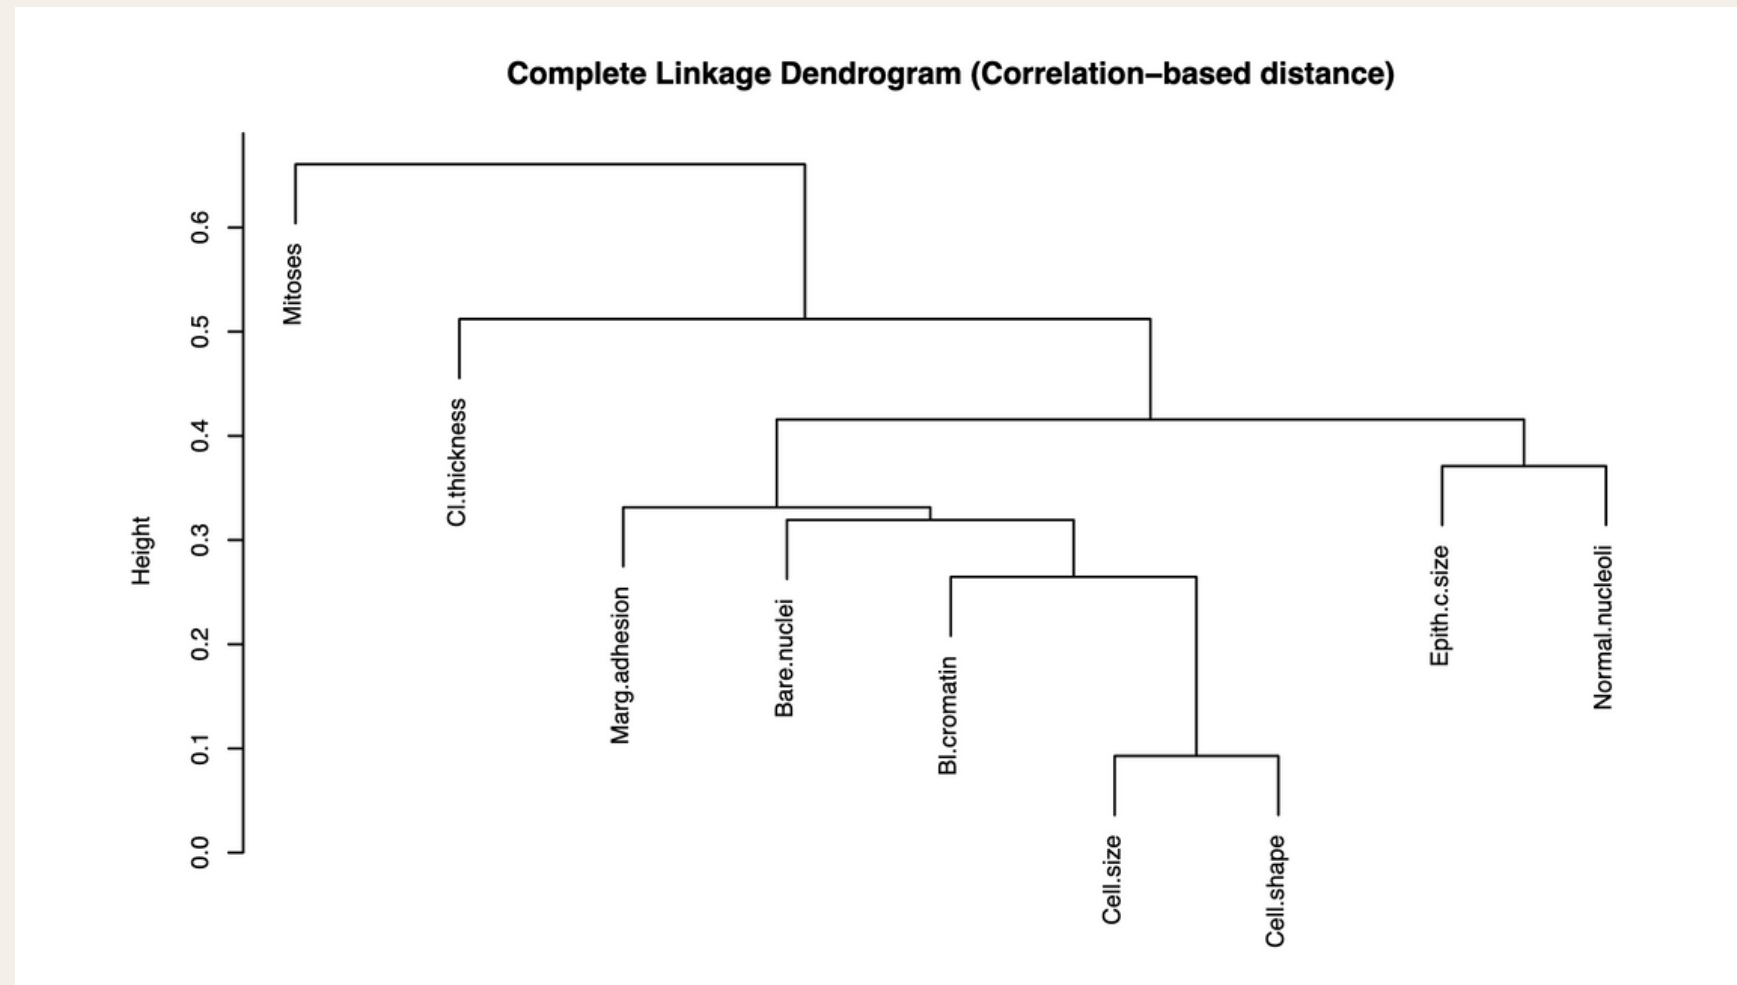 Complete Linkage Dendrogram (Correlation−based distance)
Height
0.6
0.5
0.4
0.3
0.2
0.1
0.0
Mitoses
Cl.thickness
Marg.adhesion
Bare.nuclei
Bl.cromatin
Cell.size
Cell.shape
Epith.c.size
Normal.nucleoli